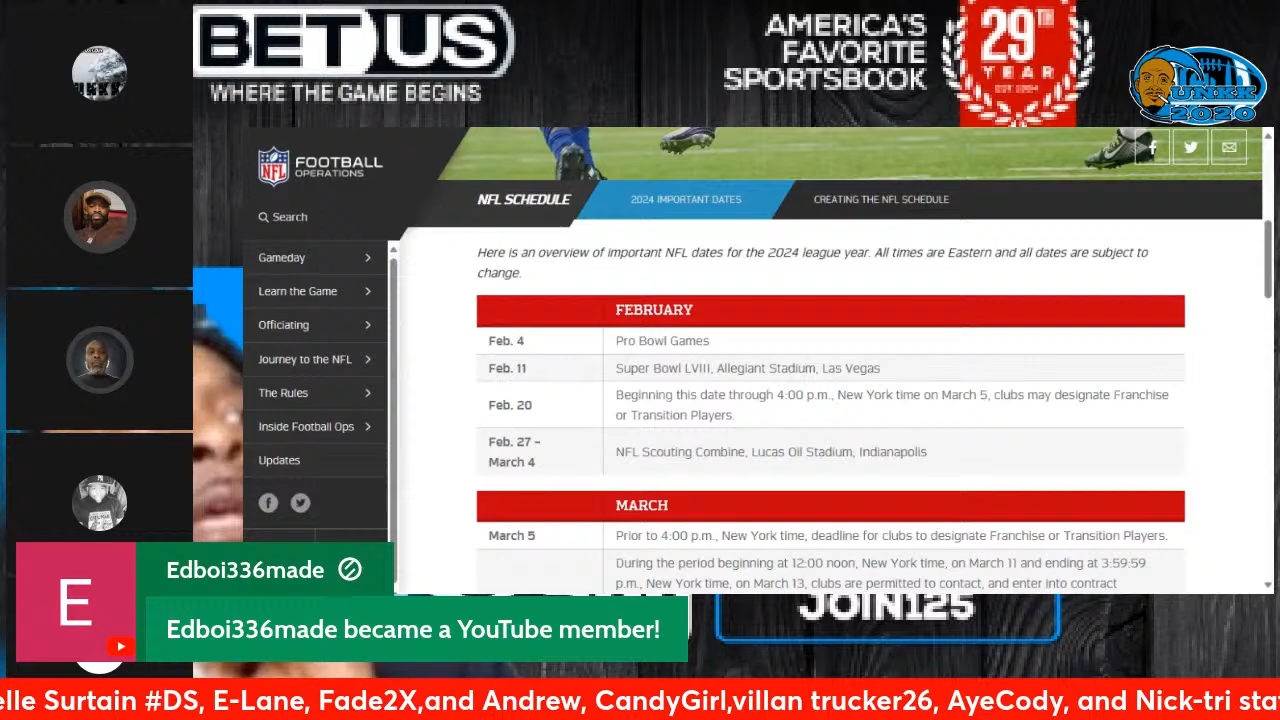 BET US
WHERE THE GAME BEGINS
AMERICA'S
FAVORITE
SPORTSBOOK
29TH
YEAR
QUNKK
2020
NFL
FOOTBALL
OPERATIONS
Search
Gameday
Learn the Game
Officiating
Journey to the NFL
The Rules
Inside Football Ops
Updates
NFL SCHEDULE
2024 IMPORTANT DATES
CREATING THE NFL SCHEDULE
Here is an overview of important NFL dates for the 2024 league year. All times are Eastern and all dates are subject to
change.
FEBRUARY
Feb. 4 Pro Bowl Games
Feb. 11 Super Bowl LVIII, Allegiant Stadium, Las Vegas
Feb. 20 Beginning this date through 4:00 p.m., New York time on March 5, clubs may designate Franchise
or Transition Players.
Feb. 27 –
March 4 NFL Scouting Combine, Lucas Oil Stadium, Indianapolis
MARCH
March 5 Prior to 4:00 p.m., New York time, deadline for clubs to designate Franchise or Transition Players.
During the period beginning at 12:00 noon, New York time, on March 11 and ending at 3:59:59
p.m., New York time, on March 13, clubs are permitted to contact, and enter into contract
JOIN125
E
Edboi336made
Edboi336made became a YouTube member!
elle Surtain #DS, E-Lane, Fade2X,and Andrew, CandyGirl,villan trucker26, AyeCody, and Nick-tri sta